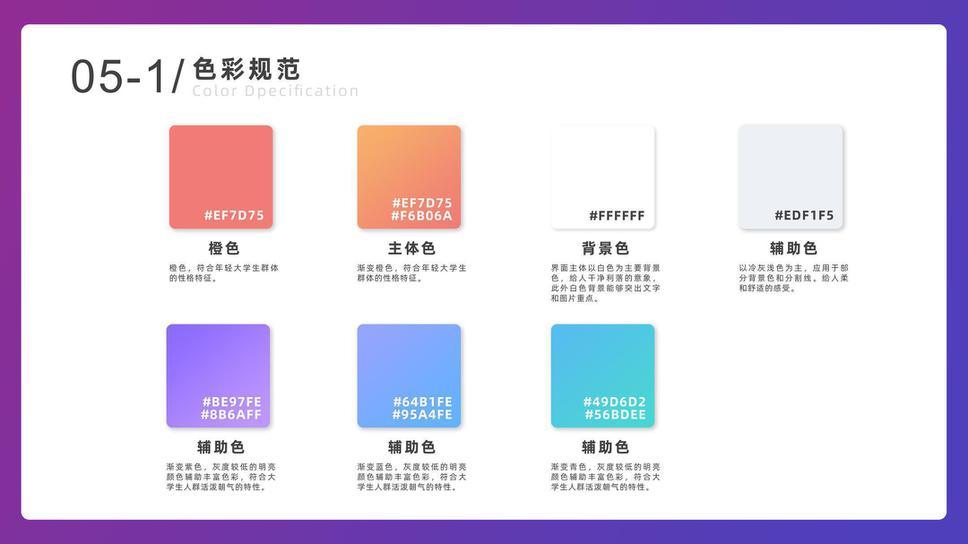 05-1/ 色彩规范
Color Dpecification
#EF7D75
橙色
橙色，符合年轻大学生群体
的性格特征。
#EF7D75
#F6B06A
主体色
渐变橙色，符合年轻大学生
群体的性格特征。
#FFFFFF
背景色
界面主体以白色为主要背景
色，给人干净利落的意象，
此外白色背景能够突出文字
和图片重点。
#EDF1F5
辅助色
以冷灰浅色为主，应用于部
分背景色和分割线。给人柔
和舒适的感受。
#BE97FE
#8B6AFF
辅助色
渐变紫色，灰度较低的明亮
颜色辅助丰富色彩，符合大
学生人群活泼朝气的特性。
#64B1FE
#95A4FE
辅助色
渐变蓝色，灰度较低的明亮
颜色辅助丰富色彩，符合大
学生人群活泼朝气的特性。
#49D6D2
#56BDEE
辅助色
渐变青色，灰度较低的明亮
颜色辅助丰富色彩，符合大
学生人群活泼朝气的特性。